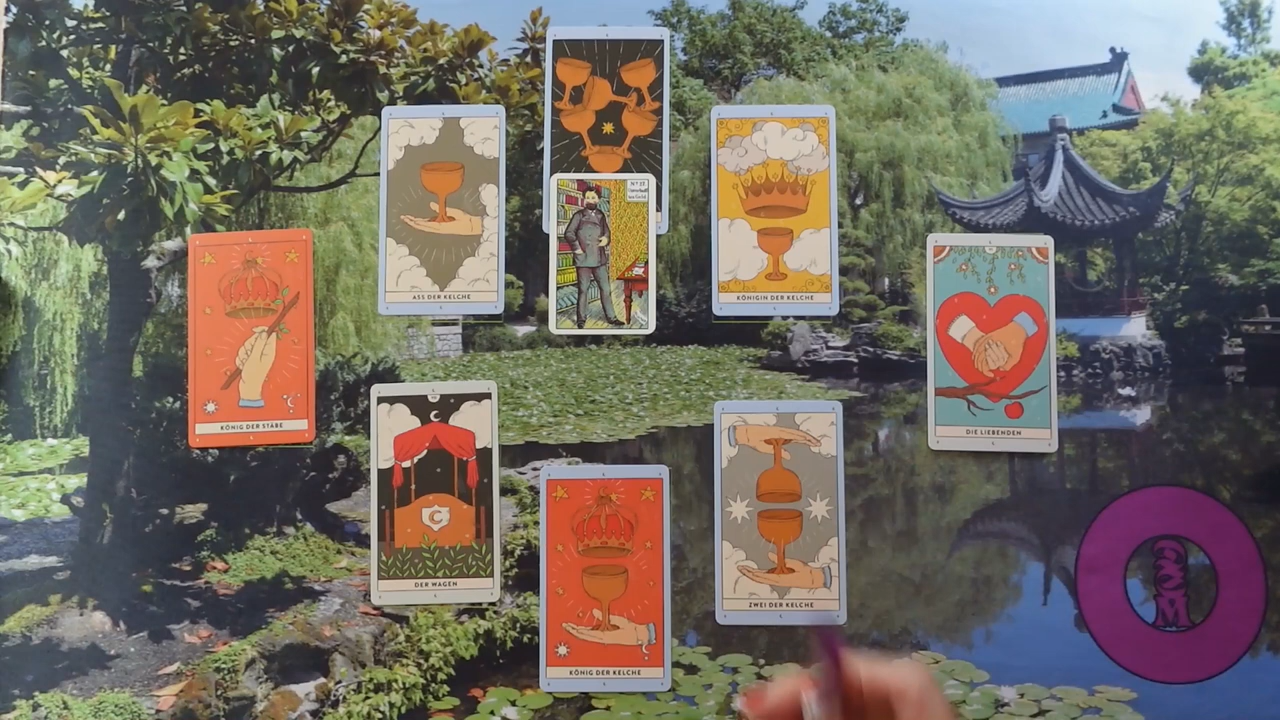 ASS DER KELCHE
KÖNIGIN DER KELCHE
KÖNIG DER STÄBE
DIE LIEBENDEN
DER WAGEN
ZWEI DER KELCHE
KÖNIG DER KELCHE